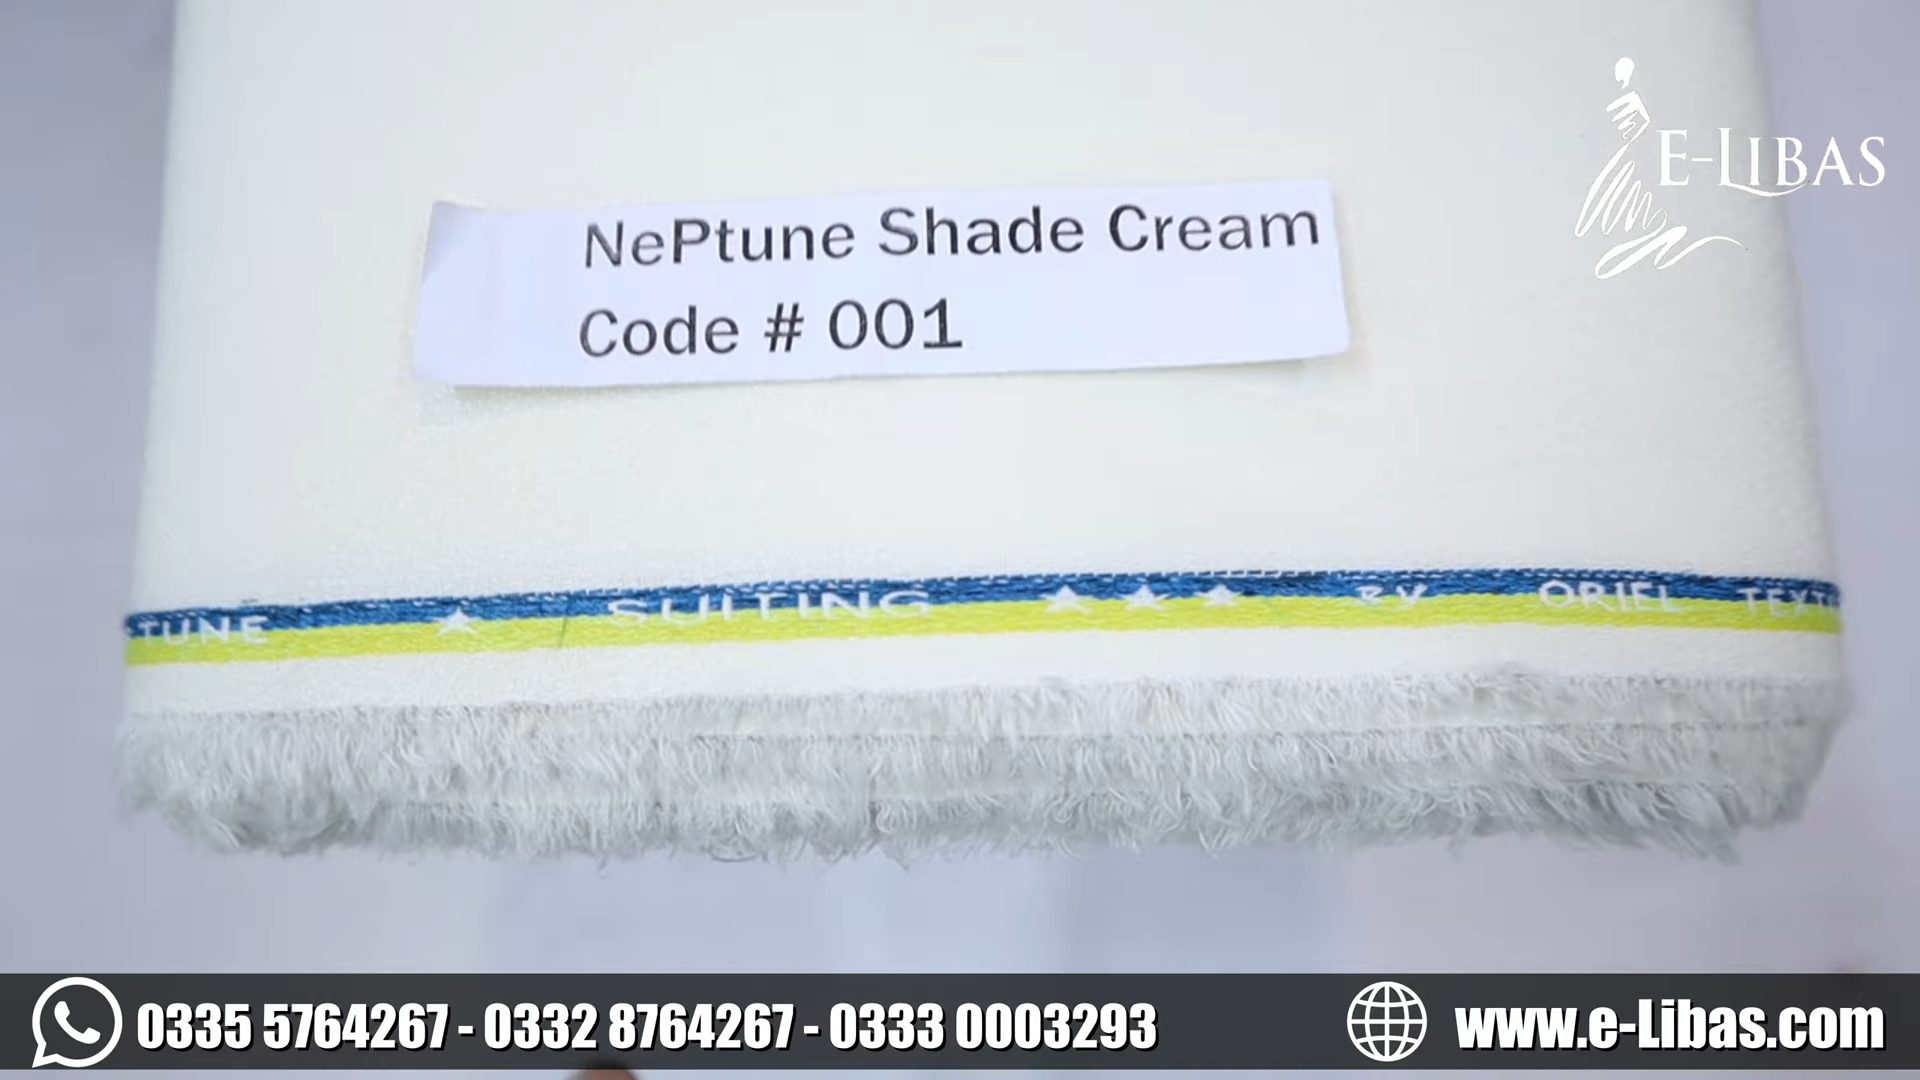 E-LIBAS
NePtune Shade Cream
Code # 001
TUNE ★ SUITING ★ ★ ★ BY ORIEL TEXT
0335 5764267 - 0332 8764267 - 0333 0003293
www.e-Libas.com